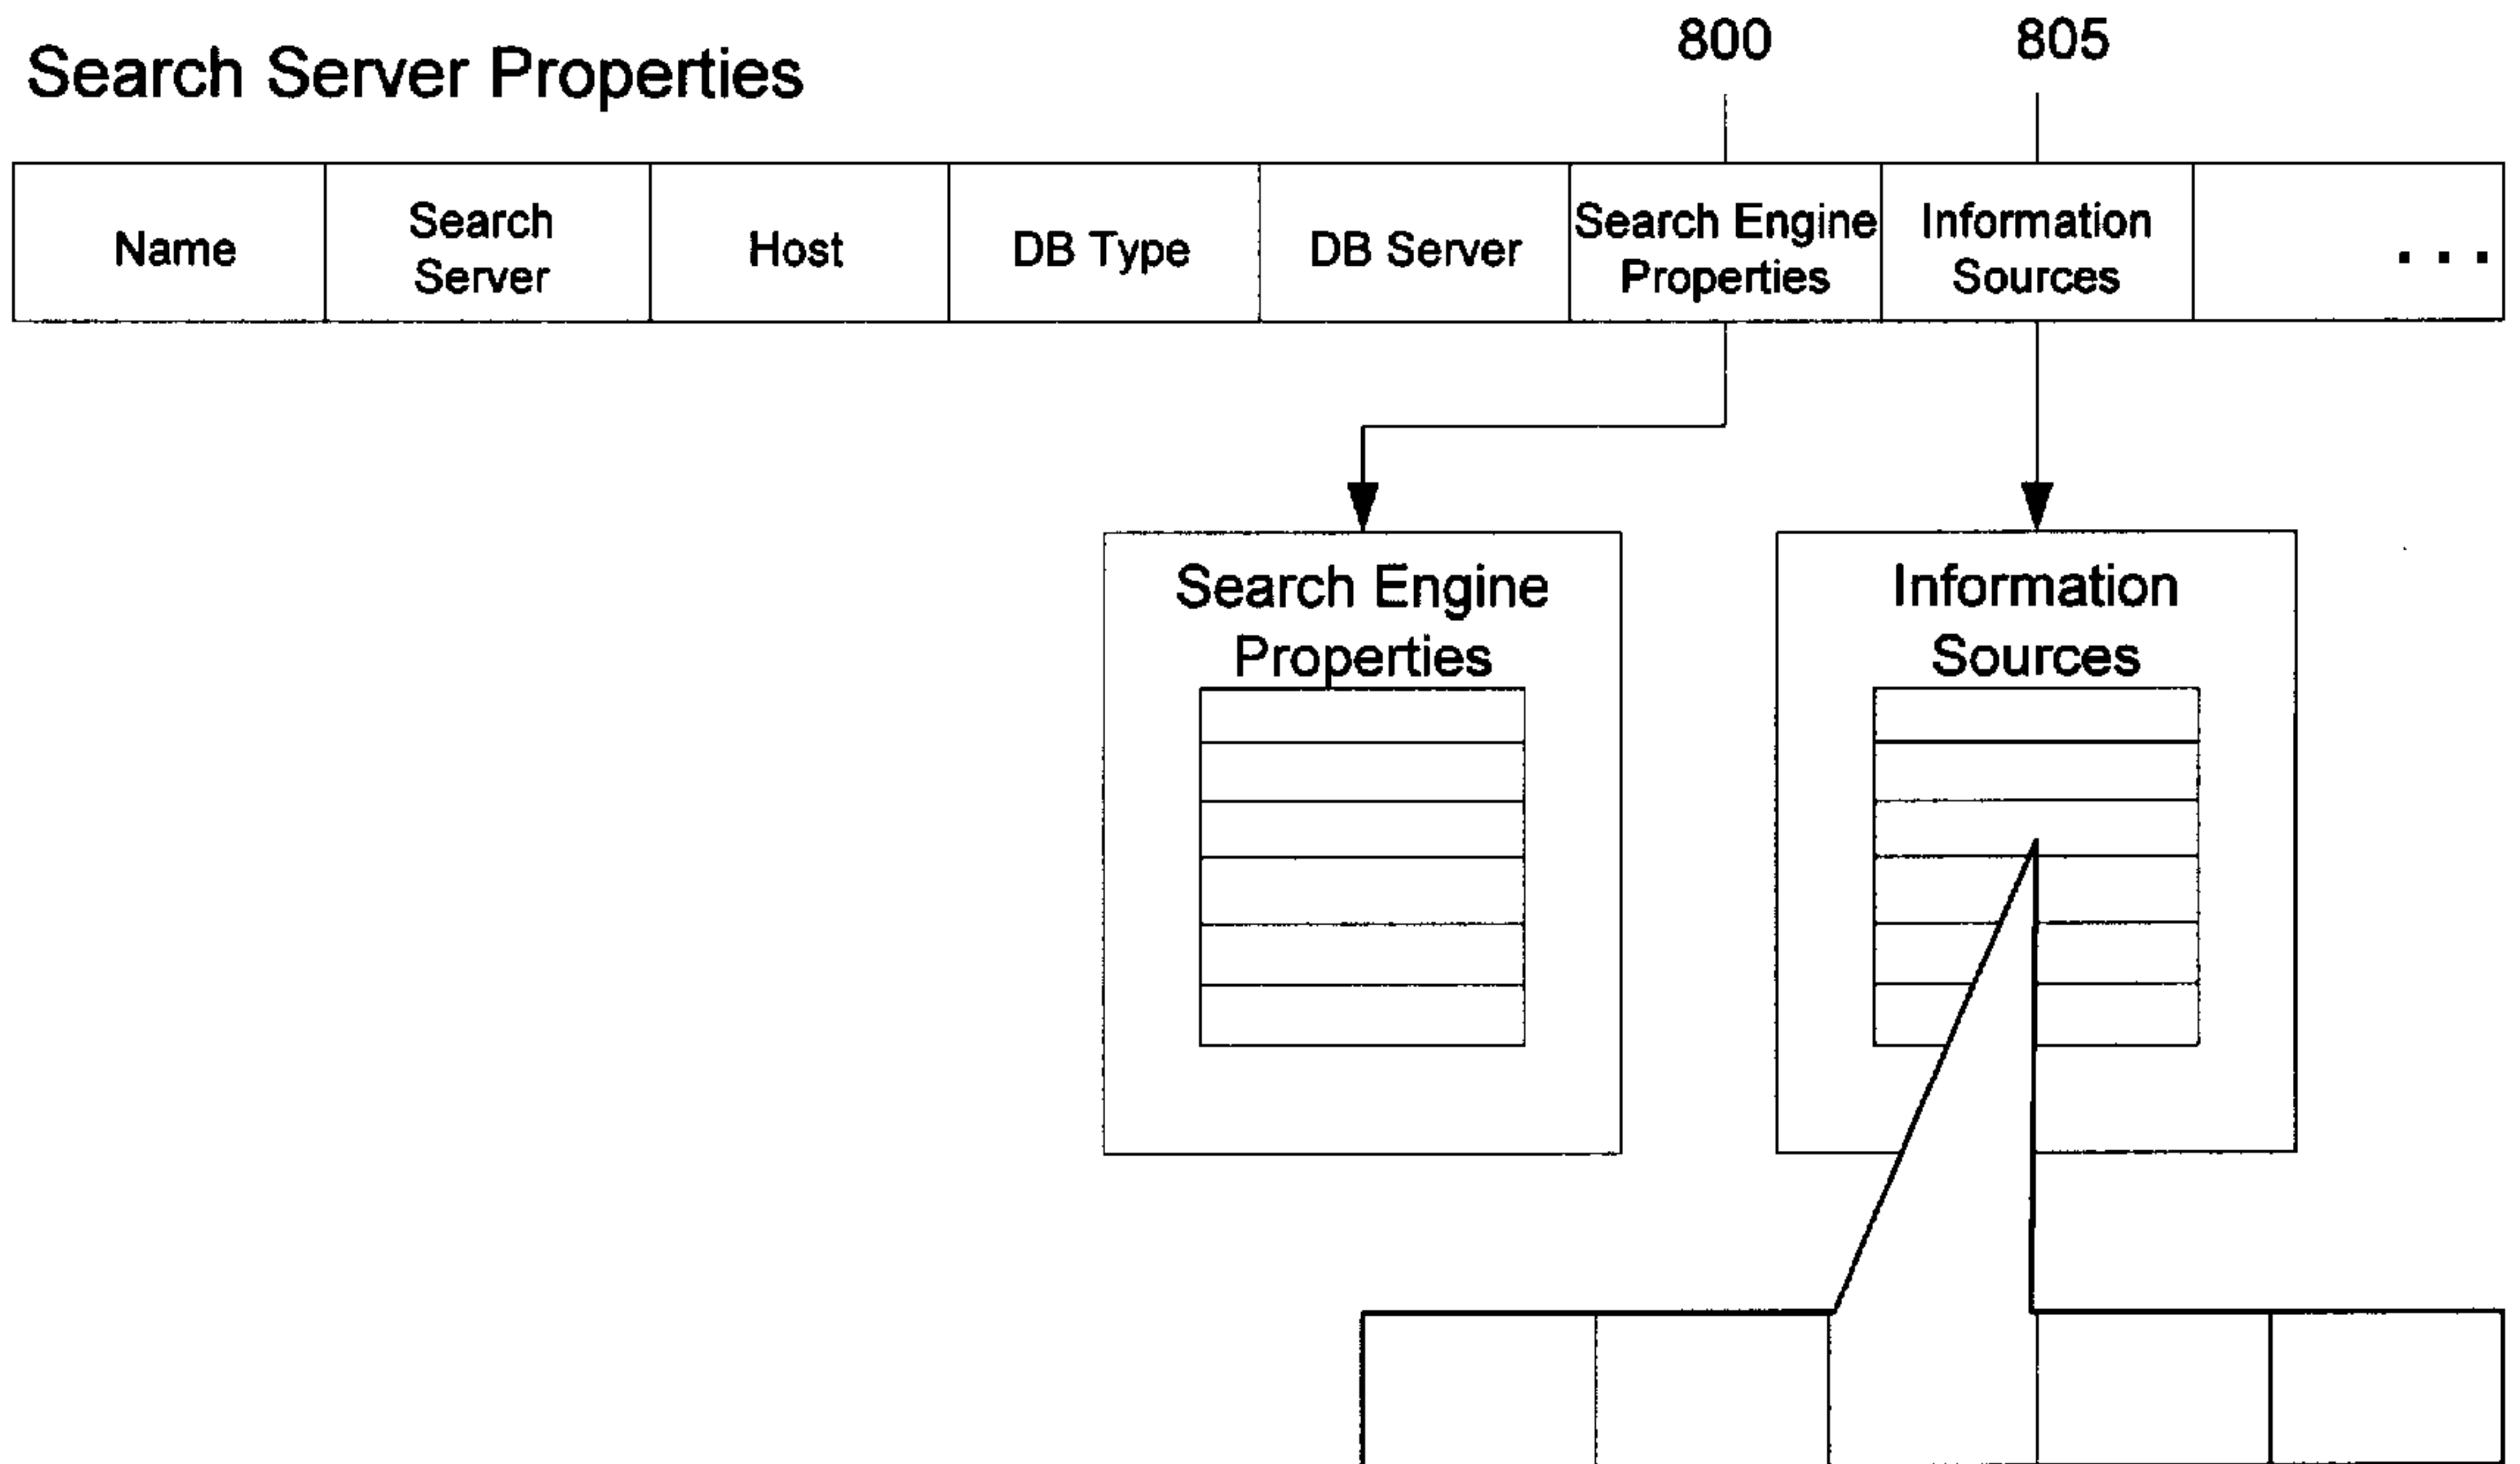 800
805
Search Server Properties
Name
Search
Server
Host
DB Type
DB Server
Search Engine
Properties
Information
Sources
...
Search Engine
Properties
Information
Sources